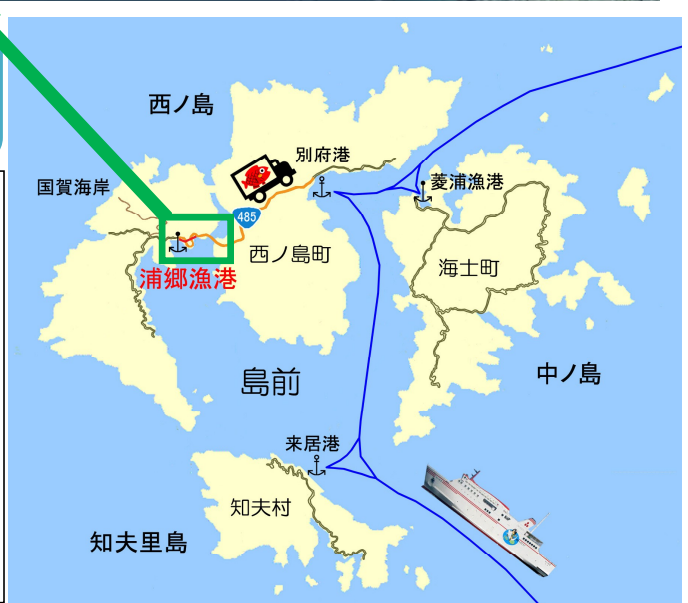 西ノ島
別府港
国賀海岸
菱浦漁港
485
西ノ島町
海士町
浦郷漁港
島前
中ノ島
来居港
知夫村
知夫里島